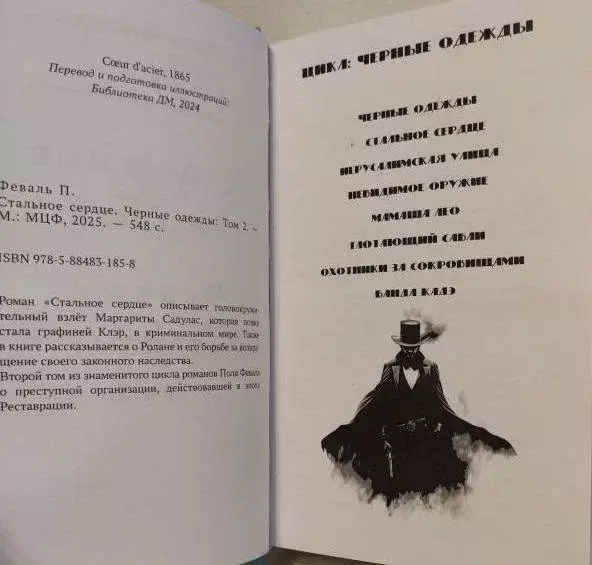 Cœur d'acier, 1865
Перевод и подготовка иллюстраций:
Библиотека ДМ, 2024
Феваль П.
Стальное сердце. Черные одежды: Том 2. –
М.: МЦФ, 2025. — 548 с.
ISBN 978-5-88483-185-8
Роман «Стальное сердце» описывает головокружи-
тельный взлёт Маргариты Садулас, которая
стала графиней Клэр, в криминальном мире. Также
в книге рассказывается о Ролане и его борьбе за
щение своего законного наследства.
Второй том из знаменитого цикла романов Поля Феваля
о преступной организации, действовавшей в эпоху
Реставрации.
ЦИКЛ: ЧЕРНЫЕ ОДЕЖДЫ
ЧЕРНЫЕ ОДЕЖДЫ
СТАЛЬНОЕ СЕРДЦЕ
ИЕРУСАЛИМСКАЯ УЛИЦА
НЕВИДИМОЕ ОРУЖИЕ
МАМАША ЛЕО
ГЛОТАЮЩИЙ САБЛИ
ОХОТНИКИ ЗА СОКРОВИЩАМИ
БАНДА КАДЭ